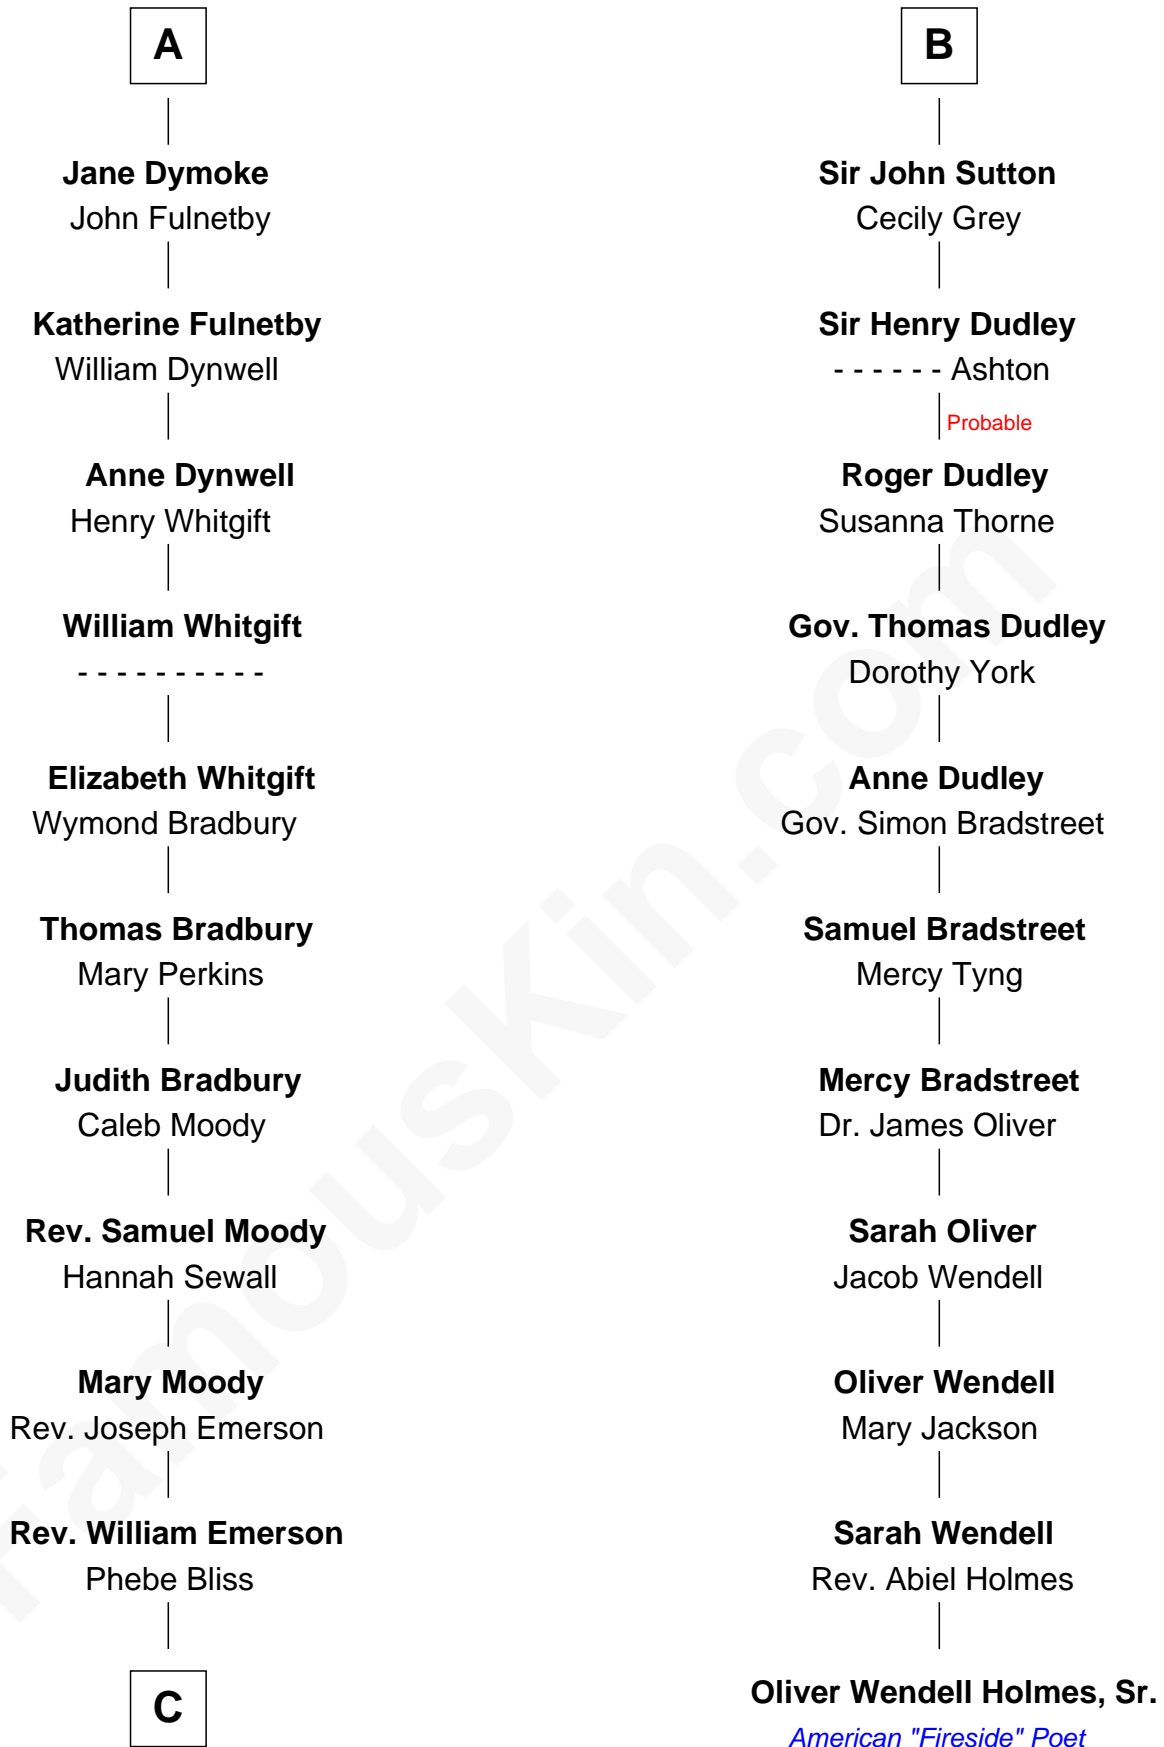 A
Jane Dymoke
John Fulnetby
Katherine Fulnetby
William Dynwell
Anne Dynwell
Henry Whitgift
William Whitgift
- - - - - - - - - -
Elizabeth Whitgift
Wymond Bradbury
Thomas Bradbury
Mary Perkins
Judith Bradbury
Caleb Moody
Rev. Samuel Moody
Hannah Sewall
Mary Moody
Rev. Joseph Emerson
Rev. William Emerson
Phebe Bliss
C
B
Sir John Sutton
Cecily Grey
Sir Henry Dudley
- - - - - - Ashton
Probable
Roger Dudley
Susanna Thorne
Gov. Thomas Dudley
Dorothy York
Anne Dudley
Gov. Simon Bradstreet
Samuel Bradstreet
Mercy Tyng
Mercy Bradstreet
Dr. James Oliver
Sarah Oliver
Jacob Wendell
Oliver Wendell
Mary Jackson
Sarah Wendell
Rev. Abiel Holmes
Oliver Wendell Holmes, Sr.
American "Fireside" Poet
FamousKin.com